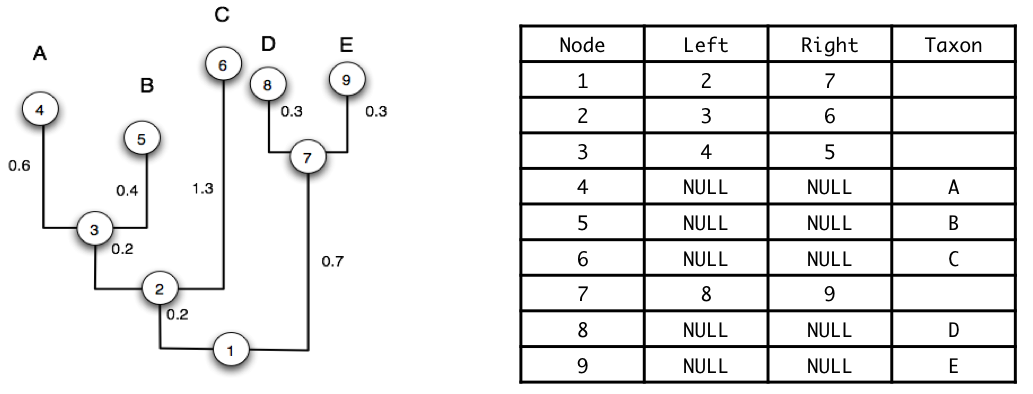 C
D
E
A
6
B
9
8
4
0.3
0.3
5
7
0.6
0.4
1.3
3
0.2
0.7
2
0.2
1
Node Left Right Taxon
1 2 7
2 3 6
3 4 5
4 NULL NULL A
5 NULL NULL B
6 NULL NULL C
7 8 9
8 NULL NULL D
9 NULL NULL E